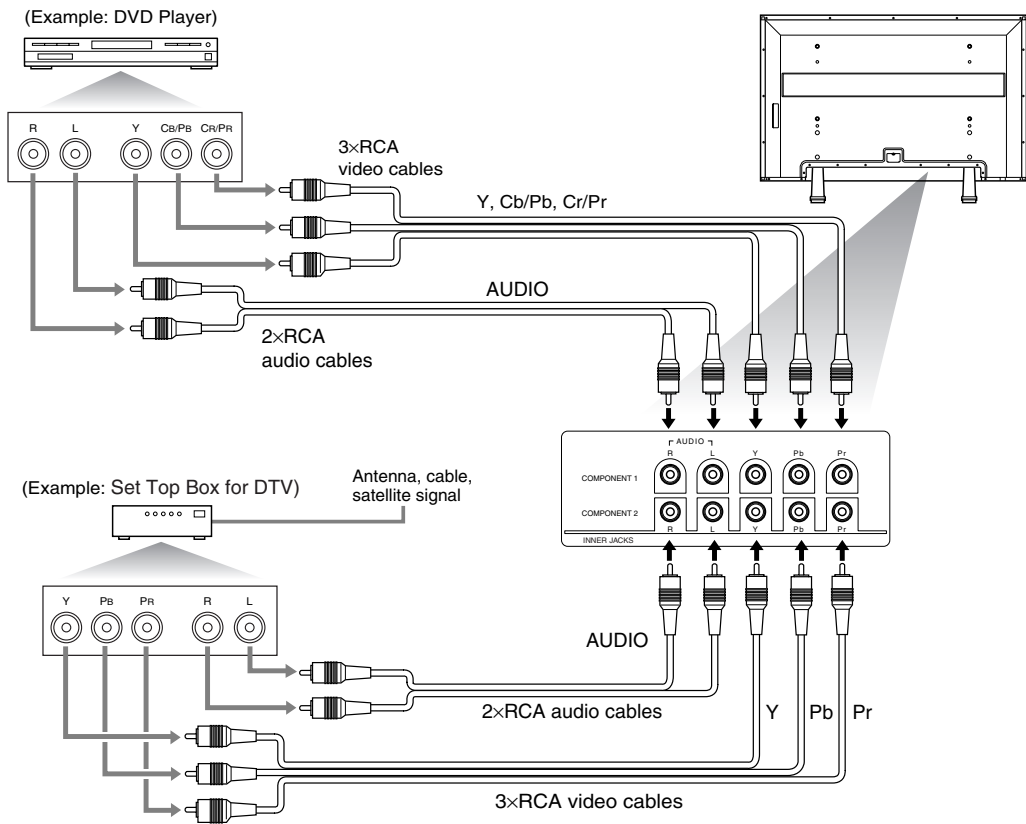 (Example: DVD Player)
R L Y CB/PB CR/PR
3×RCA
video cables
Y, Cb/Pb, Cr/Pr
AUDIO
2×RCA
audio cables
AUDIO
R L Y Pb Pr
COMPONENT 1
COMPONENT 2
R L Y Pb Pr
INNER JACKS
(Example: Set Top Box for DTV)
Antenna, cable,
satellite signal
Y PB PR R L
AUDIO
2×RCA audio cables
Y Pb Pr
3×RCA video cables